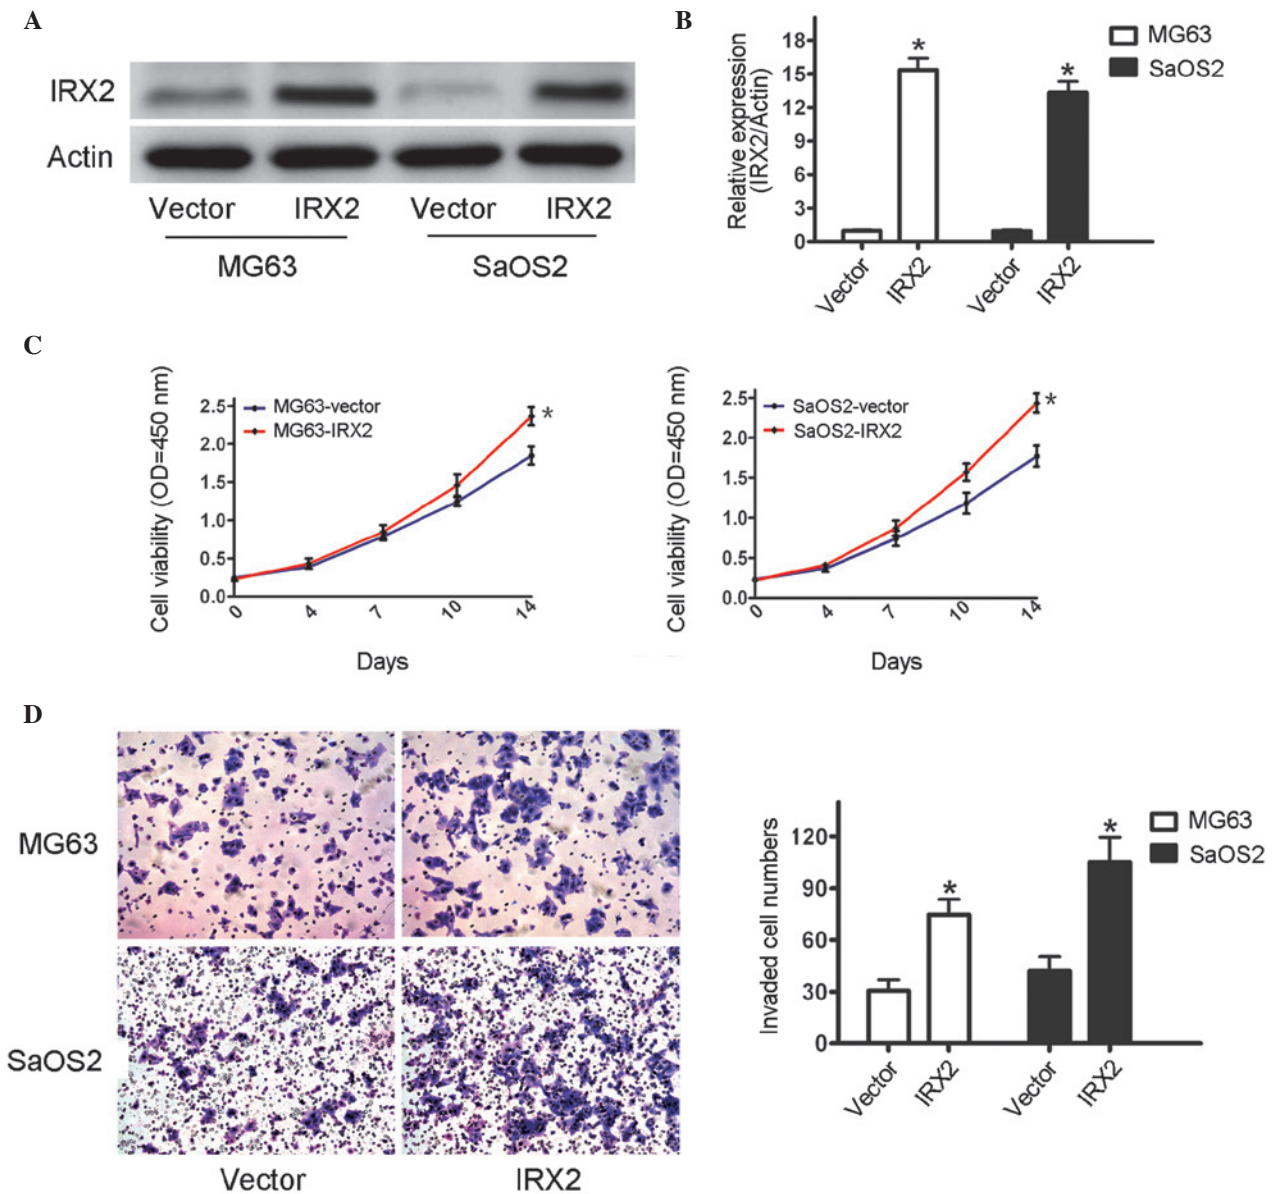 A
IRX2
Actin
Vector IRX2 Vector IRX2
MG63 SaOS2
B
Relative expression
(IRX2/Actin)
18
15
12
9
6
3
0
* *
Vector IRX2 Vector IRX2
MG63
SaOS2
C
Cell viability (OD=450 nm)
2.5
2.0
1.5
1.0
0.5
0.0
MG63-vector
MG63-IRX2
*
0 4 7 10 14
Days
Cell viability (OD=450 nm)
2.5
2.0
1.5
1.0
0.5
0.0
SaOS2-vector
SaOS2-IRX2
*
0 4 7 10 14
Days
D
MG63
SaOS2
Vector IRX2
Invaded cell numbers
120
90
60
30
0
* *
Vector IRX2 Vector IRX2
MG63
SaOS2